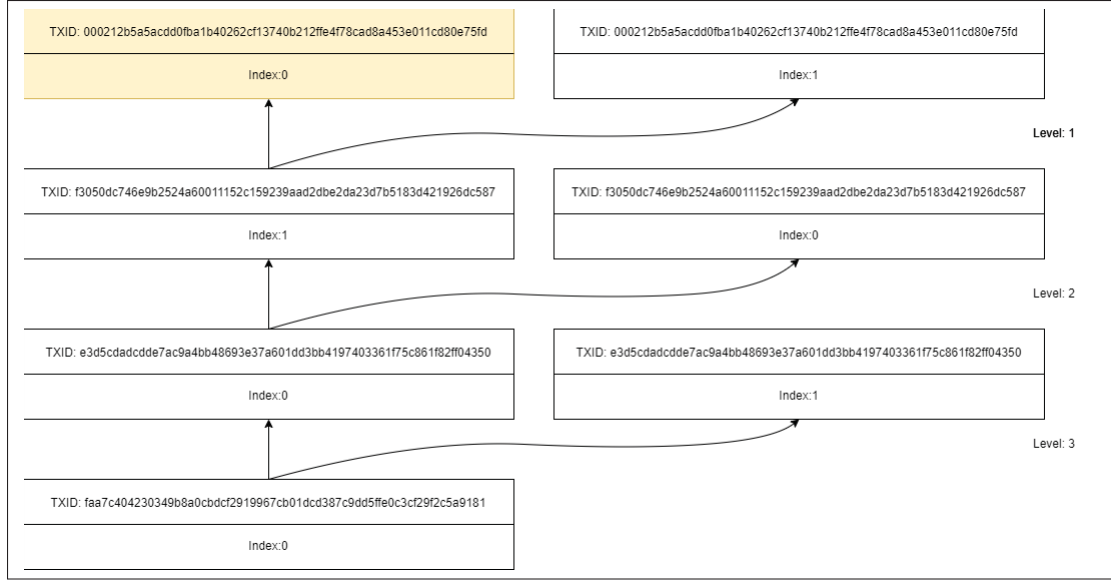 TXID: 000212b5a5acdd0fba1b40262cf13740b212ffe4f78cad8a453e011cd80e75fd
TXID: 000212b5a5acdd0fba1b40262cf13740b212ffe4f78cad8a453e011cd80e75fd
Index:0
Index:1
Level: 1
TXID: f3050dc746e9b2524a60011152c159239aad2dbe2da23d7b5183d421926dc587
TXID: f3050dc746e9b2524a60011152c159239aad2dbe2da23d7b5183d421926dc587
Index:1
Index:0
Level: 2
TXID: e3d5cdadcdde7ac9a4bb48693e37a601dd3bb4197403361f75c861f82ff04350
TXID: e3d5cdadcdde7ac9a4bb48693e37a601dd3bb4197403361f75c861f82ff04350
Index:0
Index:1
Level: 3
TXID: faa7c404230349b8a0cbdcf2919967cb01dcd387c9dd5ffe0c3cf29f2c5a9181
Index:0